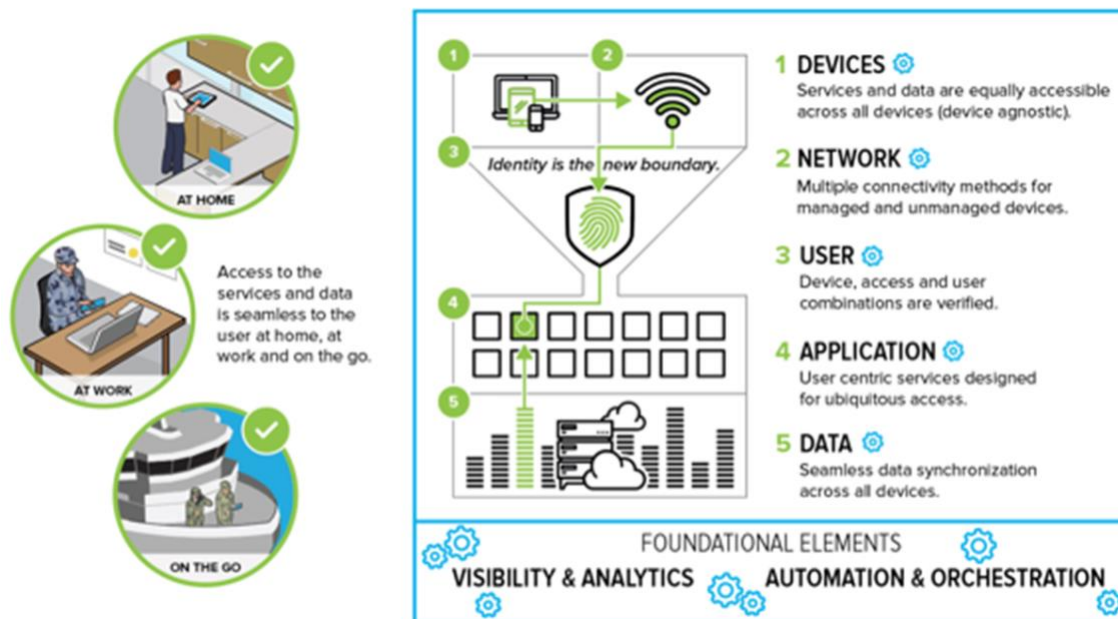 AT HOME
AT WORK
Access to the
services and data
is seamless to the
user at home, at
work and on the go.
ON THE GO
1
2
3
Identity is the new boundary.
4
5
1 DEVICES
Services and data are equally accessible
across all devices (device agnostic).
2 NETWORK
Multiple connectivity methods for
managed and unmanaged devices.
3 USER
Device, access and user
combinations are verified.
4 APPLICATION
User centric services designed
for ubiquitous access.
5 DATA
Seamless data synchronization
across all devices.
FOUNDATIONAL ELEMENTS
VISIBILITY & ANALYTICS
AUTOMATION & ORCHESTRATION